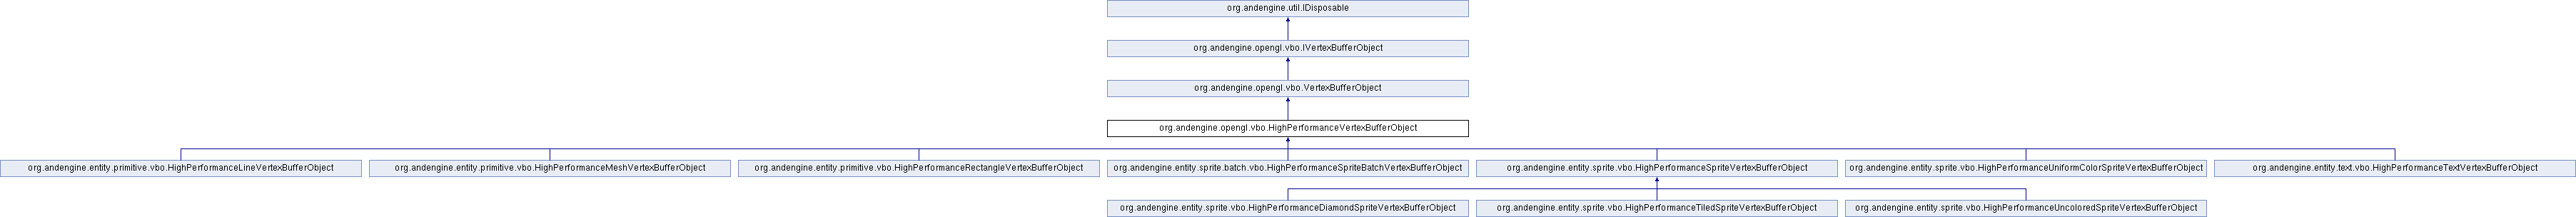 org.andengine.util.IDisposable
org.andengine.opengl.vbo.IVertexBufferObject
org.andengine.opengl.vbo.VertexBufferObject
org.andengine.opengl.vbo.HighPerformanceVertexBufferObject
org.andengine.entity.primitive.vbo.HighPerformanceLineVertexBufferObject
org.andengine.entity.primitive.vbo.HighPerformanceMeshVertexBufferObject
org.andengine.entity.primitive.vbo.HighPerformanceRectangleVertexBufferObject
org.andengine.entity.sprite.batch.vbo.HighPerformanceSpriteBatchVertexBufferObject
org.andengine.entity.sprite.vbo.HighPerformanceSpriteVertexBufferObject
org.andengine.entity.sprite.vbo.HighPerformanceUniformColorSpriteVertexBufferObject
org.andengine.entity.text.vbo.HighPerformanceTextVertexBufferObject
org.andengine.entity.sprite.vbo.HighPerformanceDiamondSpriteVertexBufferObject
org.andengine.entity.sprite.vbo.HighPerformanceTiledSpriteVertexBufferObject
org.andengine.entity.sprite.vbo.HighPerformanceUncoloredSpriteVertexBufferObject